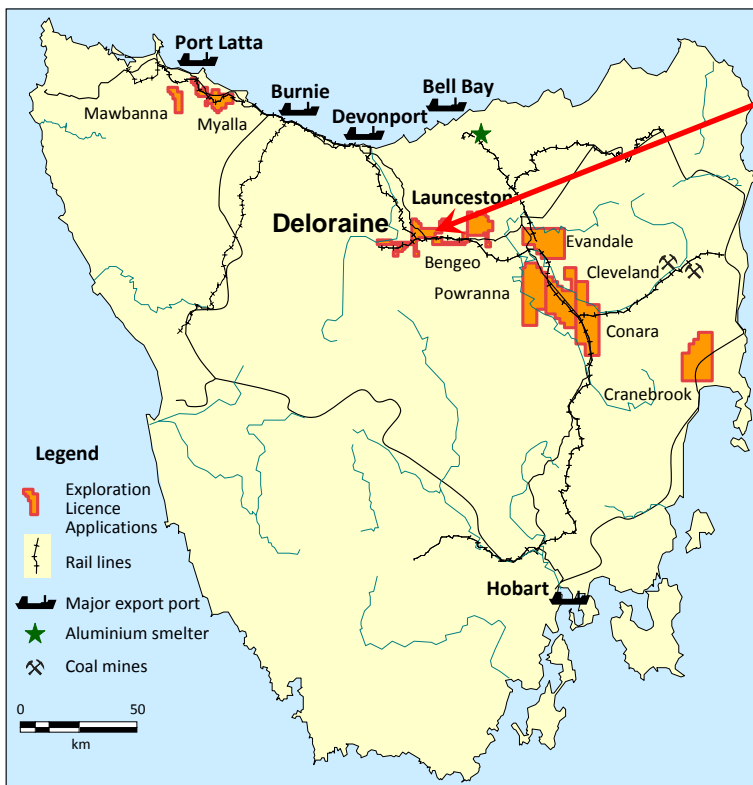 Port Latta
Burnie
Bell Bay
Devonport
Mawbanna
Myalla
Launceston
Deloraine
Evandale
Bengeo
Cleveland
Powranna
Conara
Cranebrook
Legend
Exploration
Licence
Applications
Rail lines
Major export port
Aluminium smelter
Coal mines
0 50
km
Hobart